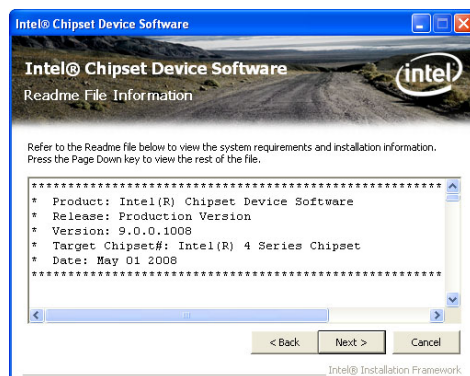 Intel® Chipset Device Software
Intel® Chipset Device Software
Readme File Information
intel
Refer to the Readme file below to view the system requirements and installation information.
Press the Page Down key to view the rest of the file.
*********************************************************
* Product: Intel(R) Chipset Device Software
* Release: Production Version
* Version: 9.0.0.1008
* Target Chipset#: Intel(R) 4 Series Chipset
* Date: May 01 2008
*********************************************************
< Back
Next >
Cancel
Intel® Installation Framework